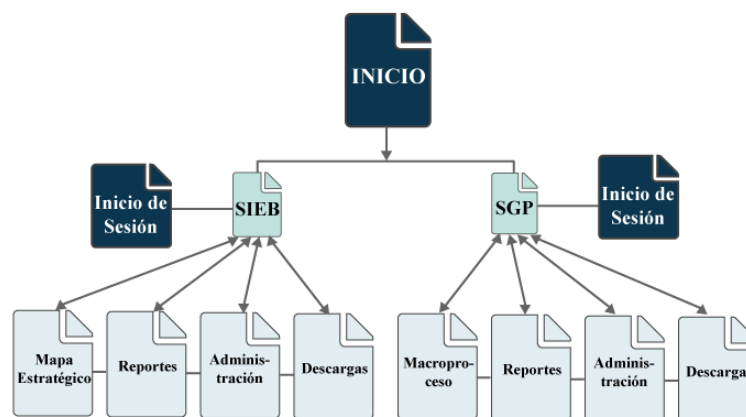 INICIO
Inicio de
Sesión
SIEB
SGP
Inicio de
Sesión
Mapa
Estratégico
Reportes
Adminis-
tración
Descargas
Macropro-
ceso
Reportes
Adminis-
tración
Descarga